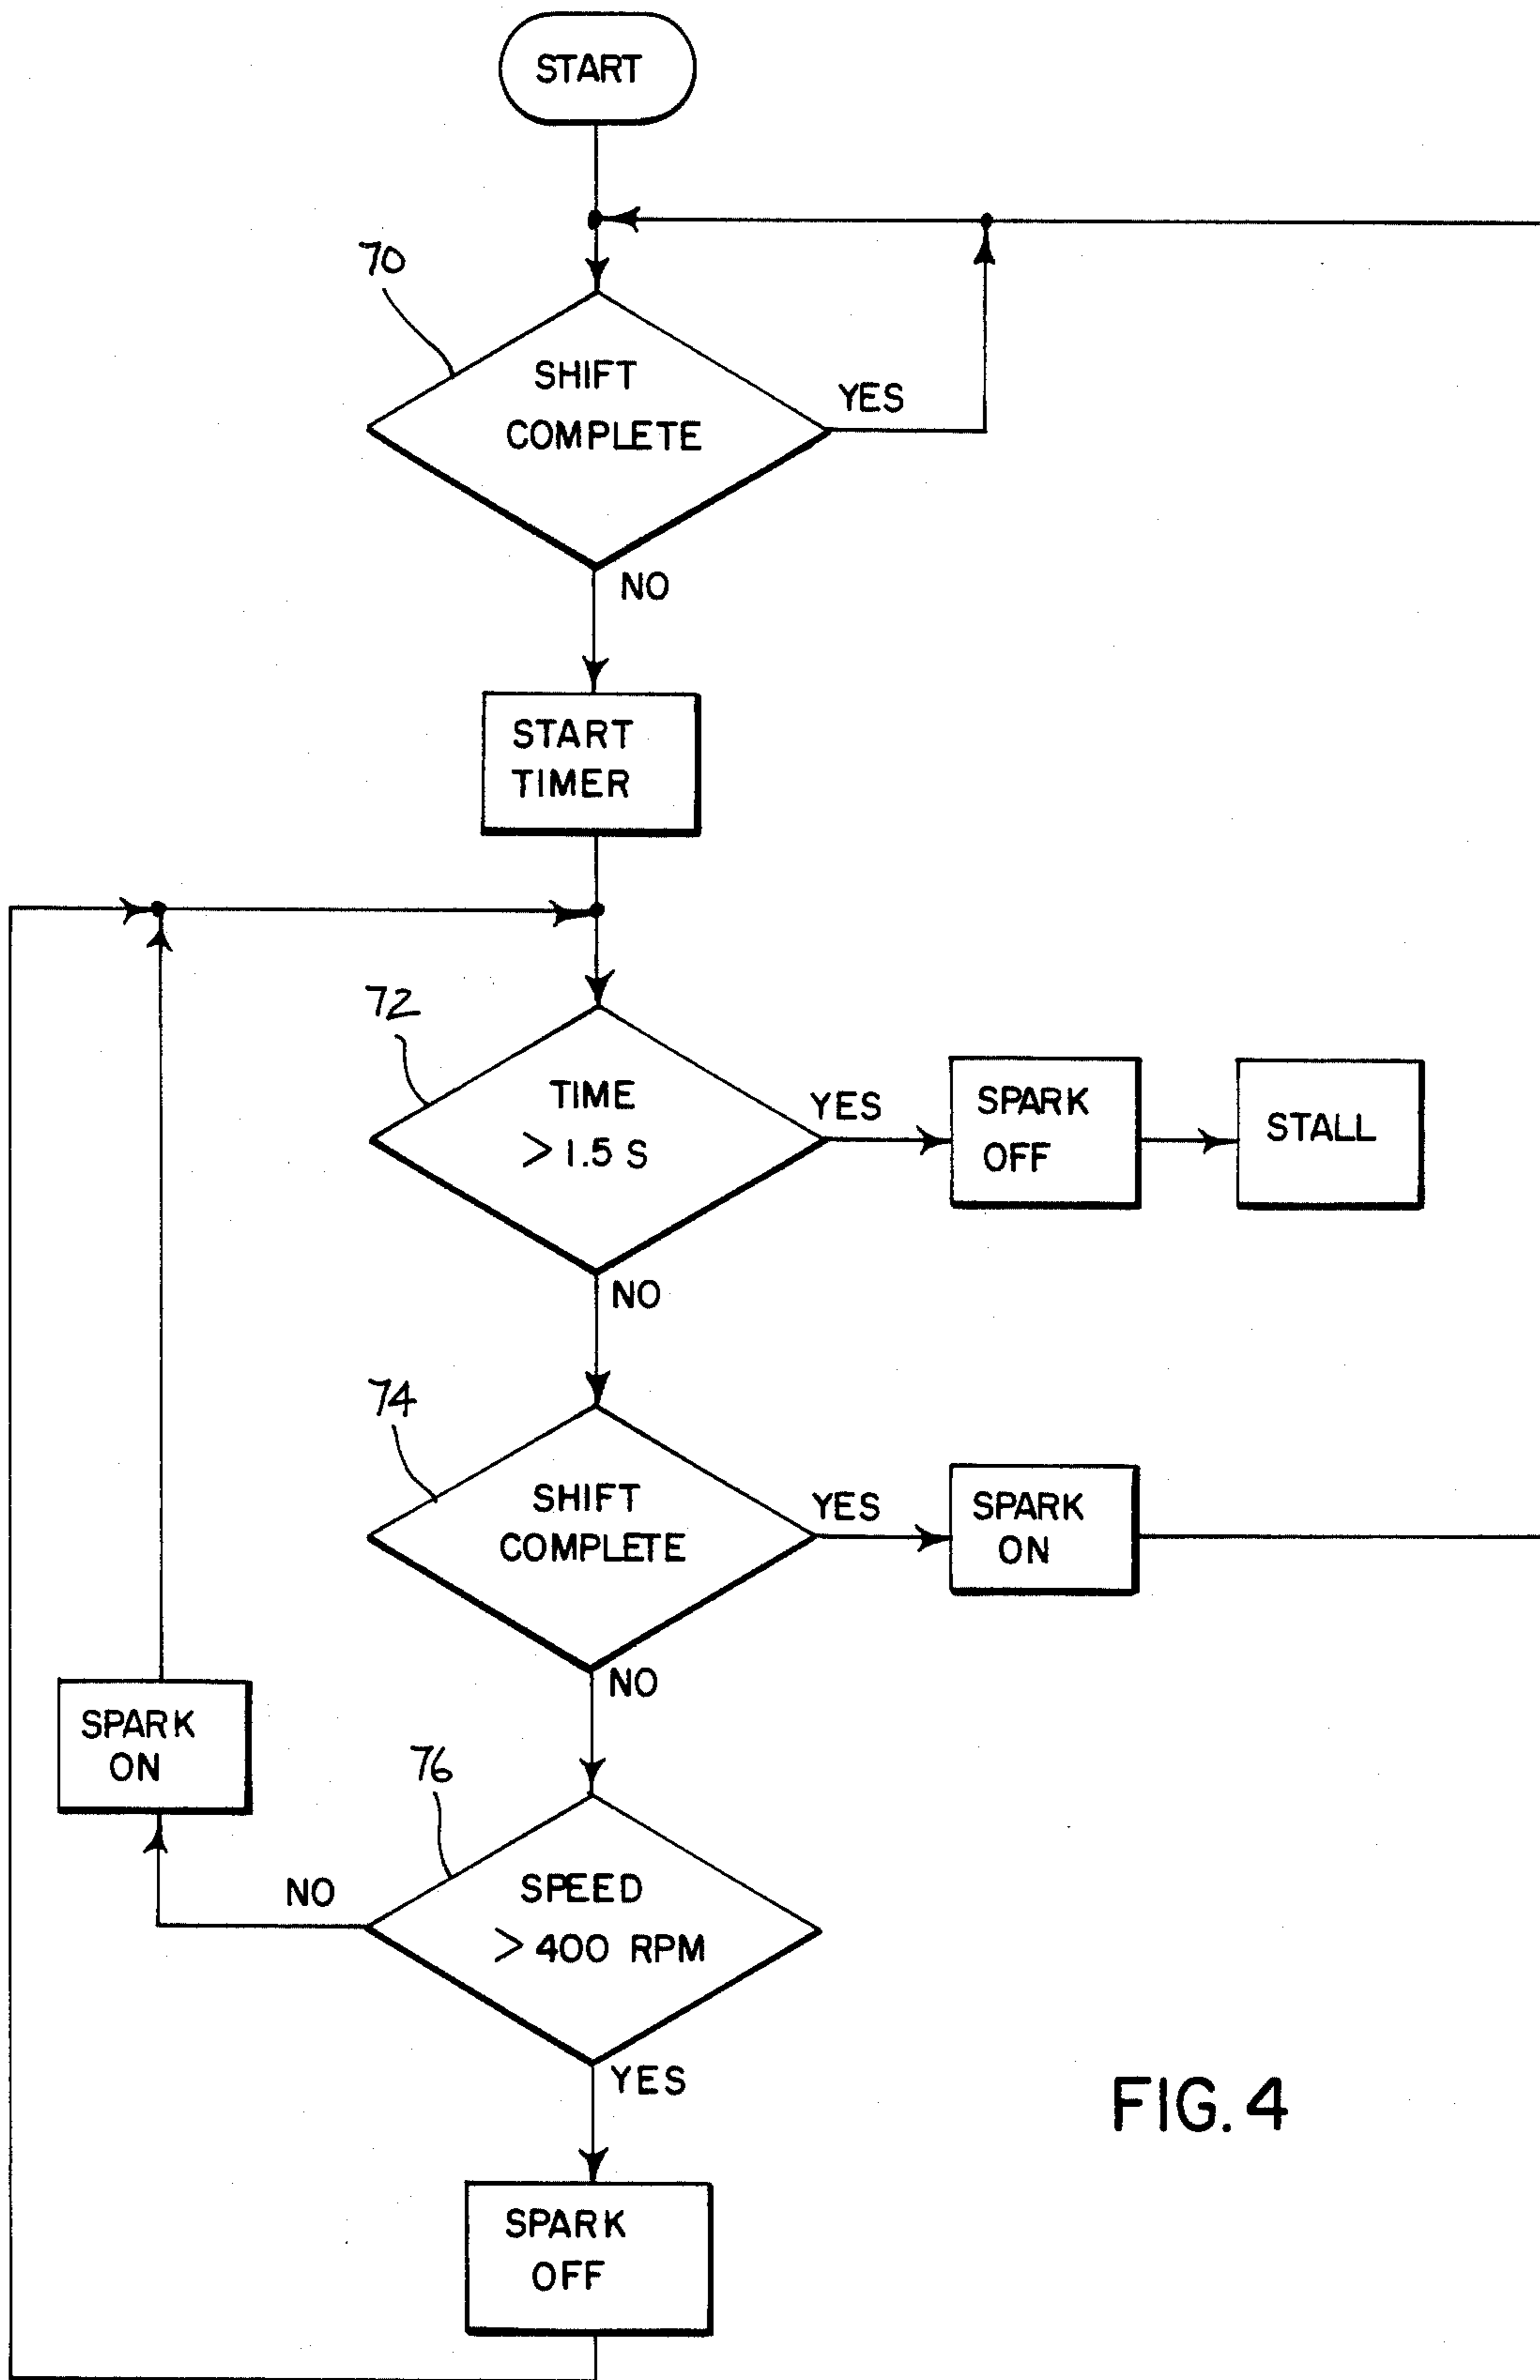 START
70
SHIFT
COMPLETE
YES
NO
START
TIMER
72
TIME
> 1.5 S
YES
SPARK
OFF
STALL
NO
74
SHIFT
COMPLETE
YES
SPARK
ON
NO
SPARK
ON
76
SPEED
> 400 RPM
NO
YES
SPARK
OFF
FIG. 4